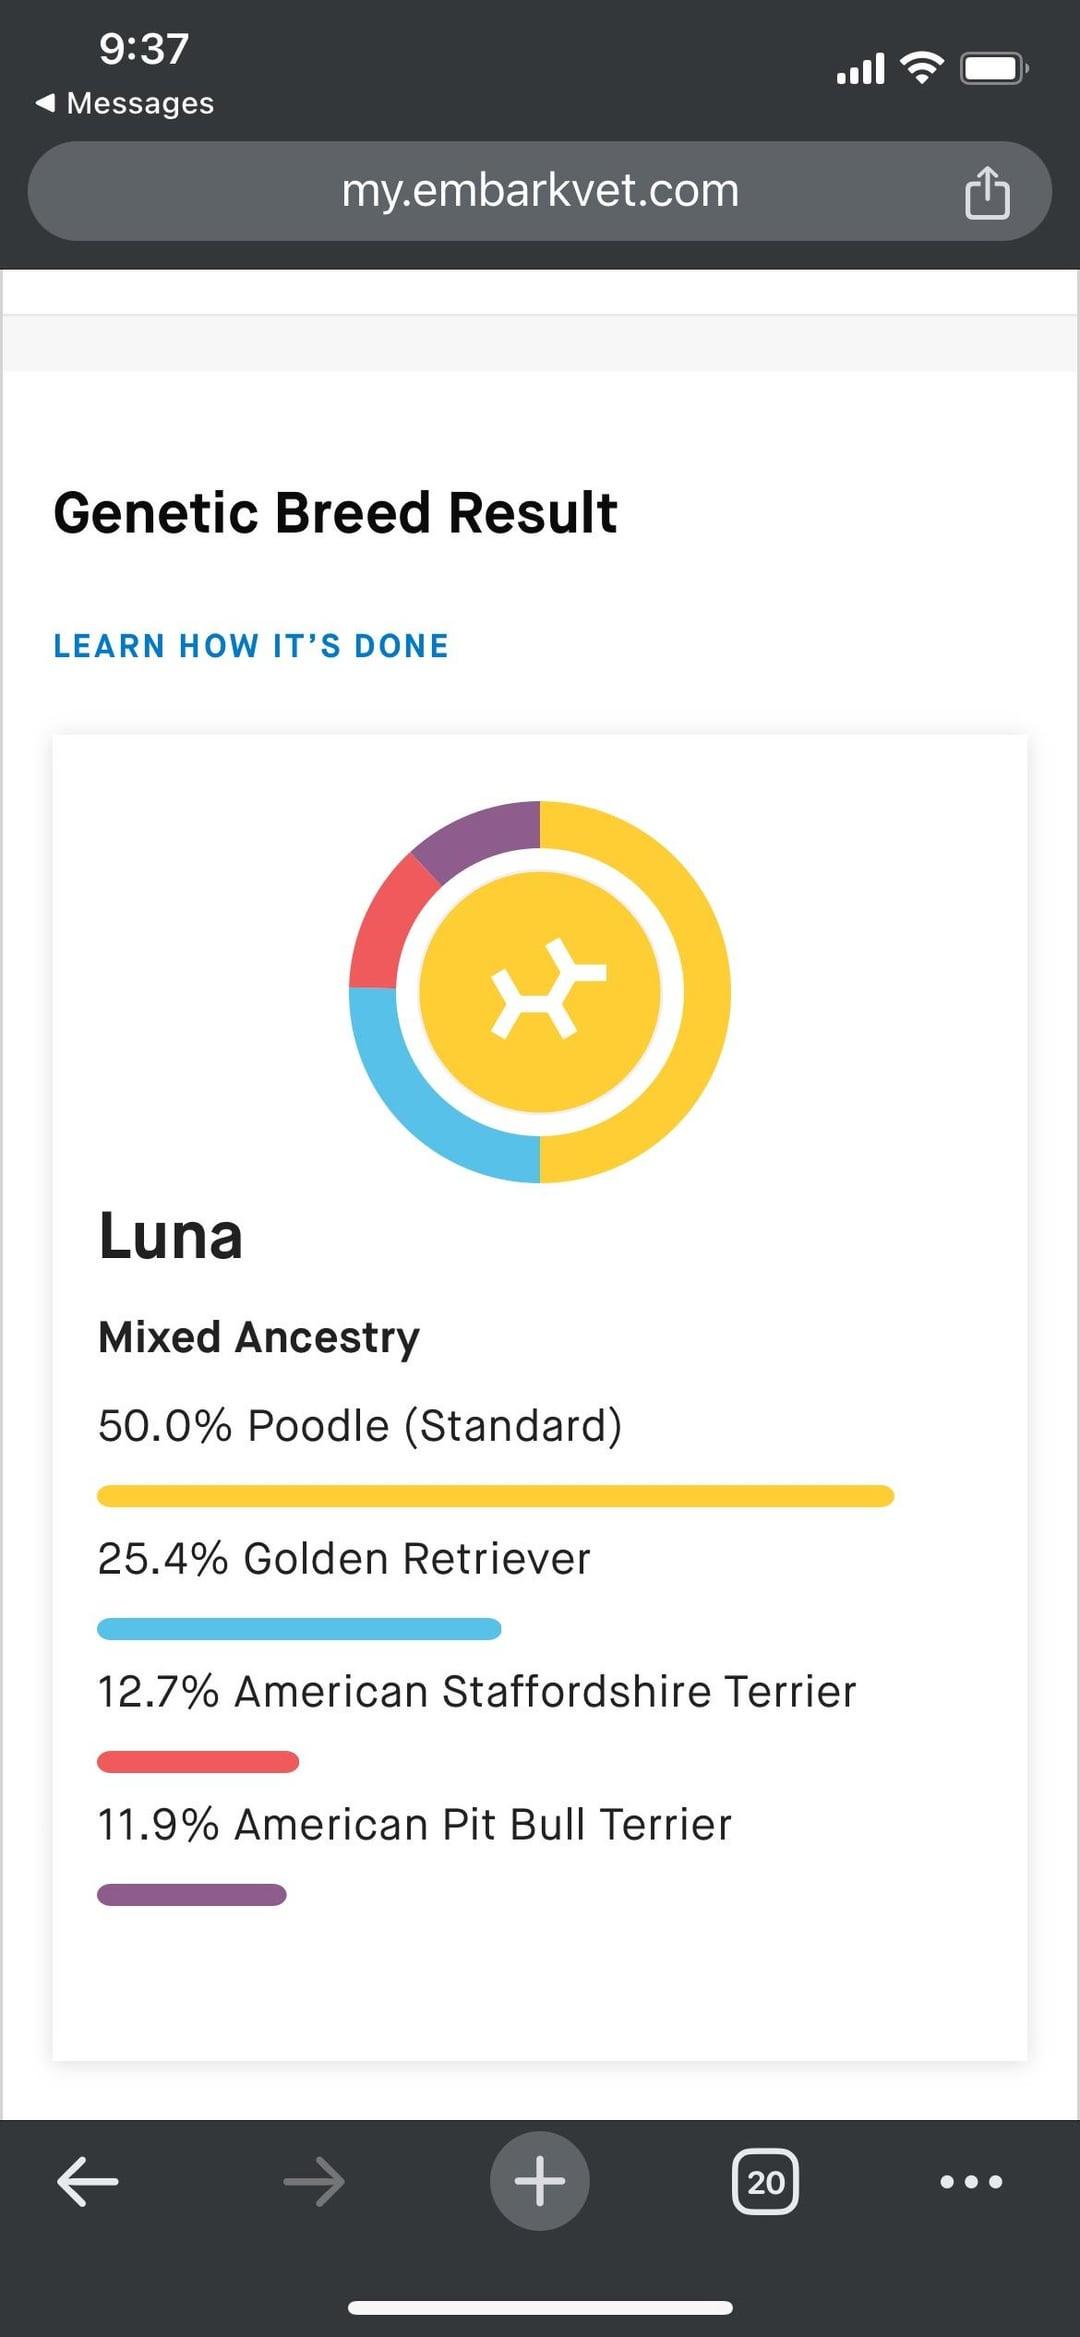 9:37
Messages
my.embarkvet.com
Genetic Breed Result
LEARN HOW IT’S DONE
Luna
Mixed Ancestry
50.0% Poodle (Standard)
25.4% Golden Retriever
12.7% American Staffordshire Terrier
11.9% American Pit Bull Terrier
20